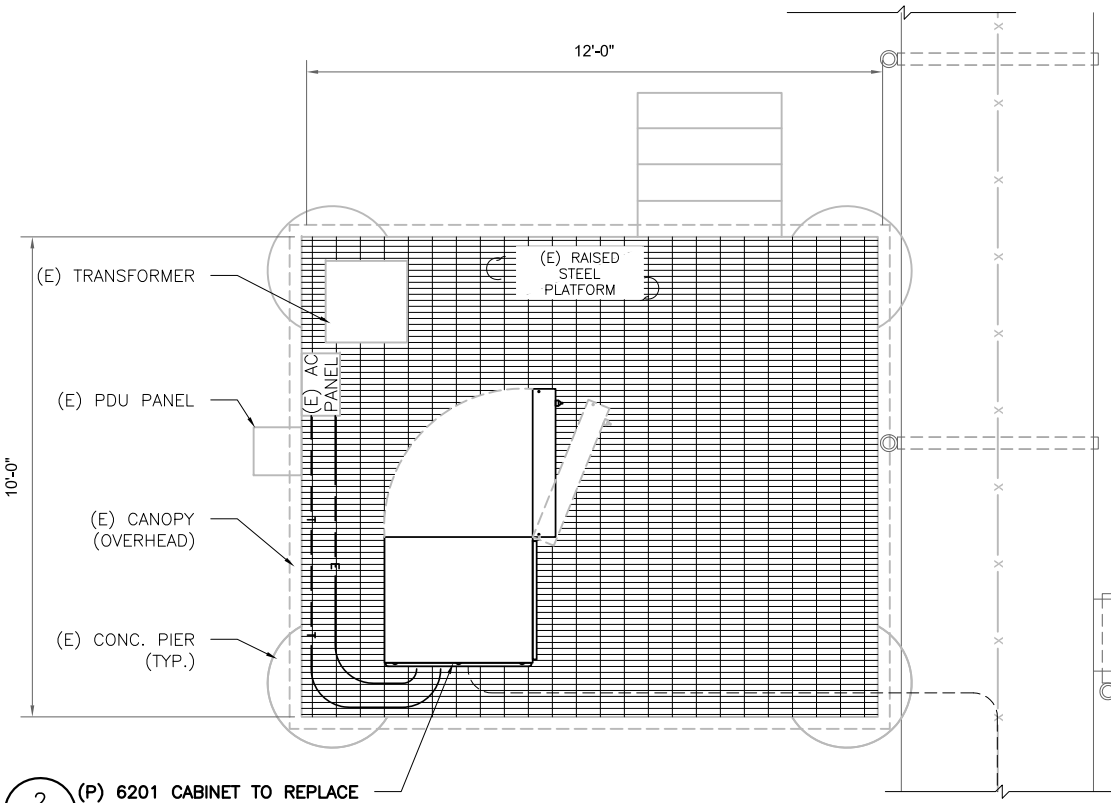 12'-0"
(E) RAISED
STEEL
PLATFORM
(E) TRANSFORMER
(E) AC
PANEL
(E) PDU PANEL
10'-0"
(E) CANOPY
(OVERHEAD)
(E) CONC. PIER
(TYP.)
T
E
T
X
X
X
X
X
X
X
X
X
X
2
(P) 6201 CABINET TO REPLACE